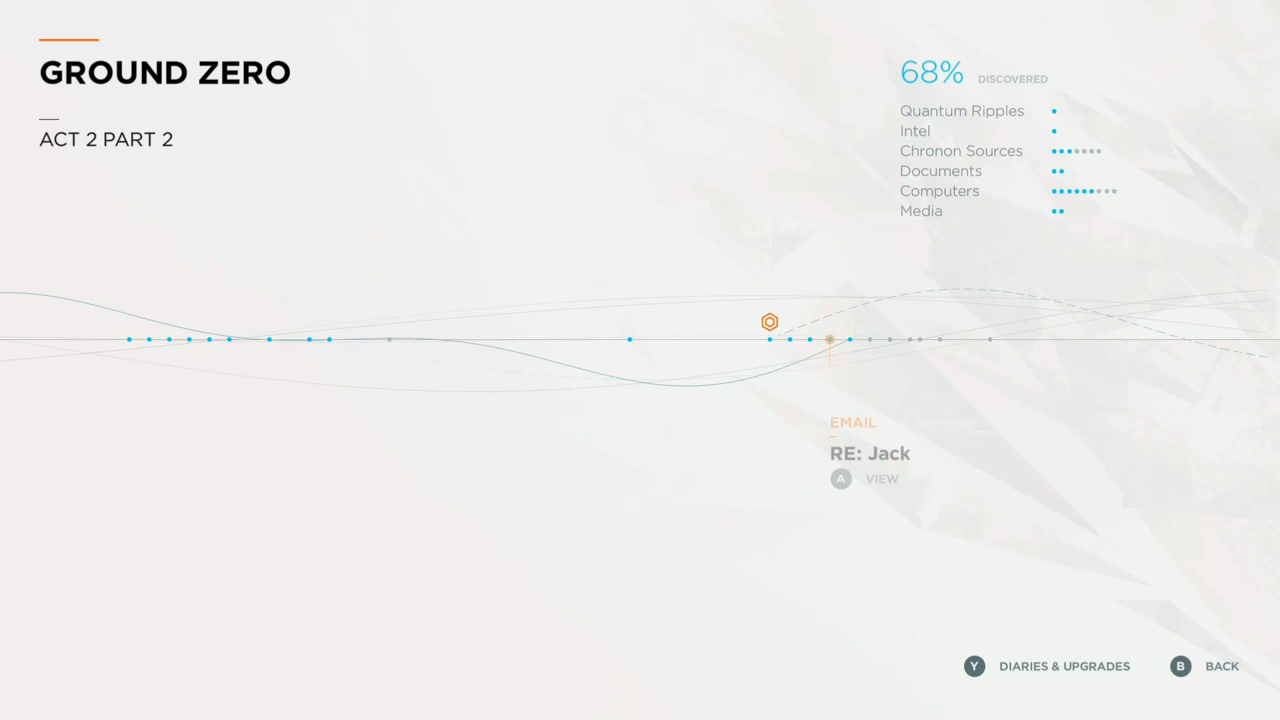 GROUND ZERO
ACT 2 PART 2
68% DISCOVERED
Quantum Ripples
Intel
Chronon Sources
Documents
Computers
Media
EMAIL
RE: Jack
A VIEW
Y DIARIES & UPGRADES B BACK